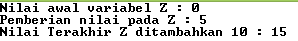 Nilai awal variabel Z : 0
Pemberian nilai pada Z : 5
Nilai Terakhir Z ditambahkan 10 : 15